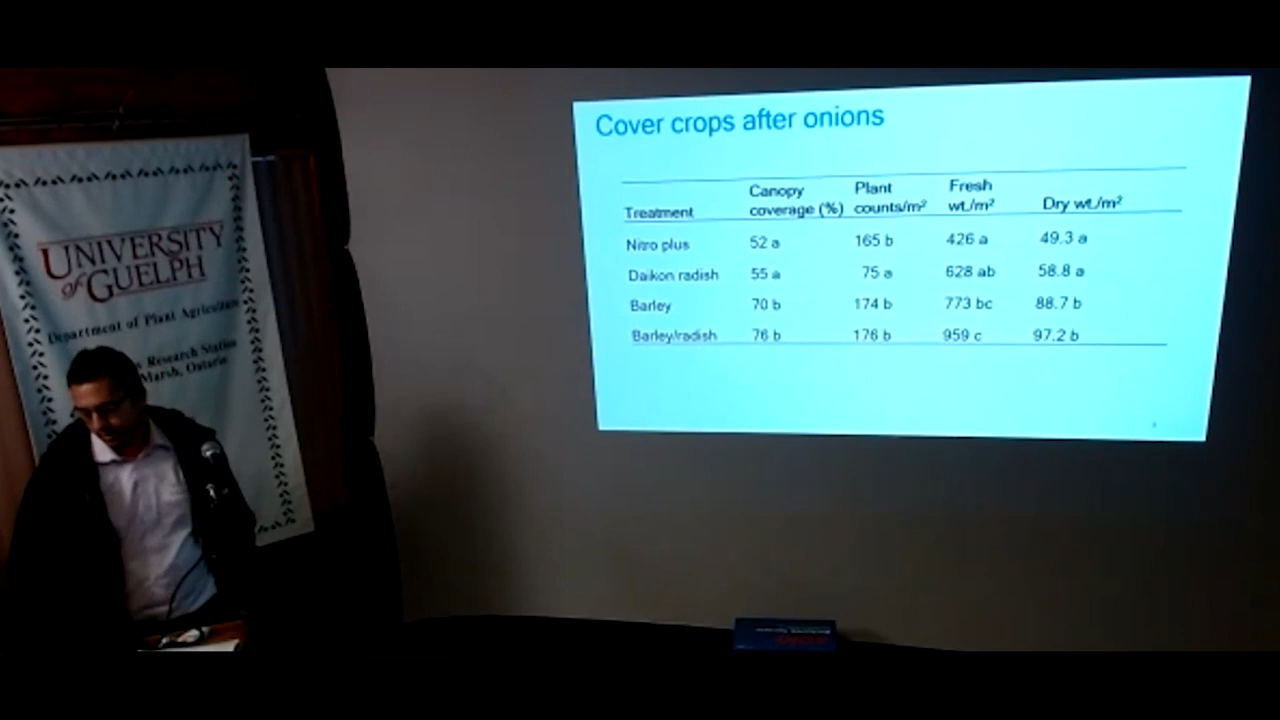 UNIVERSITY
of GUELPH
Department of Plant
Research Station
Marsh, Ontario
Cover crops after onions
Treatment Canopy coverage (%) Plant counts/m² Fresh wt./m² Dry wt./m²
Nitro plus 52 a 165 b 426 a 49.3 a
Daikon radish 55 a 75 a 628 ab 58.8 a
Barley 70 b 174 b 773 bc 88.7 b
Barley/radish 76 b 176 b 959 c 97.2 b